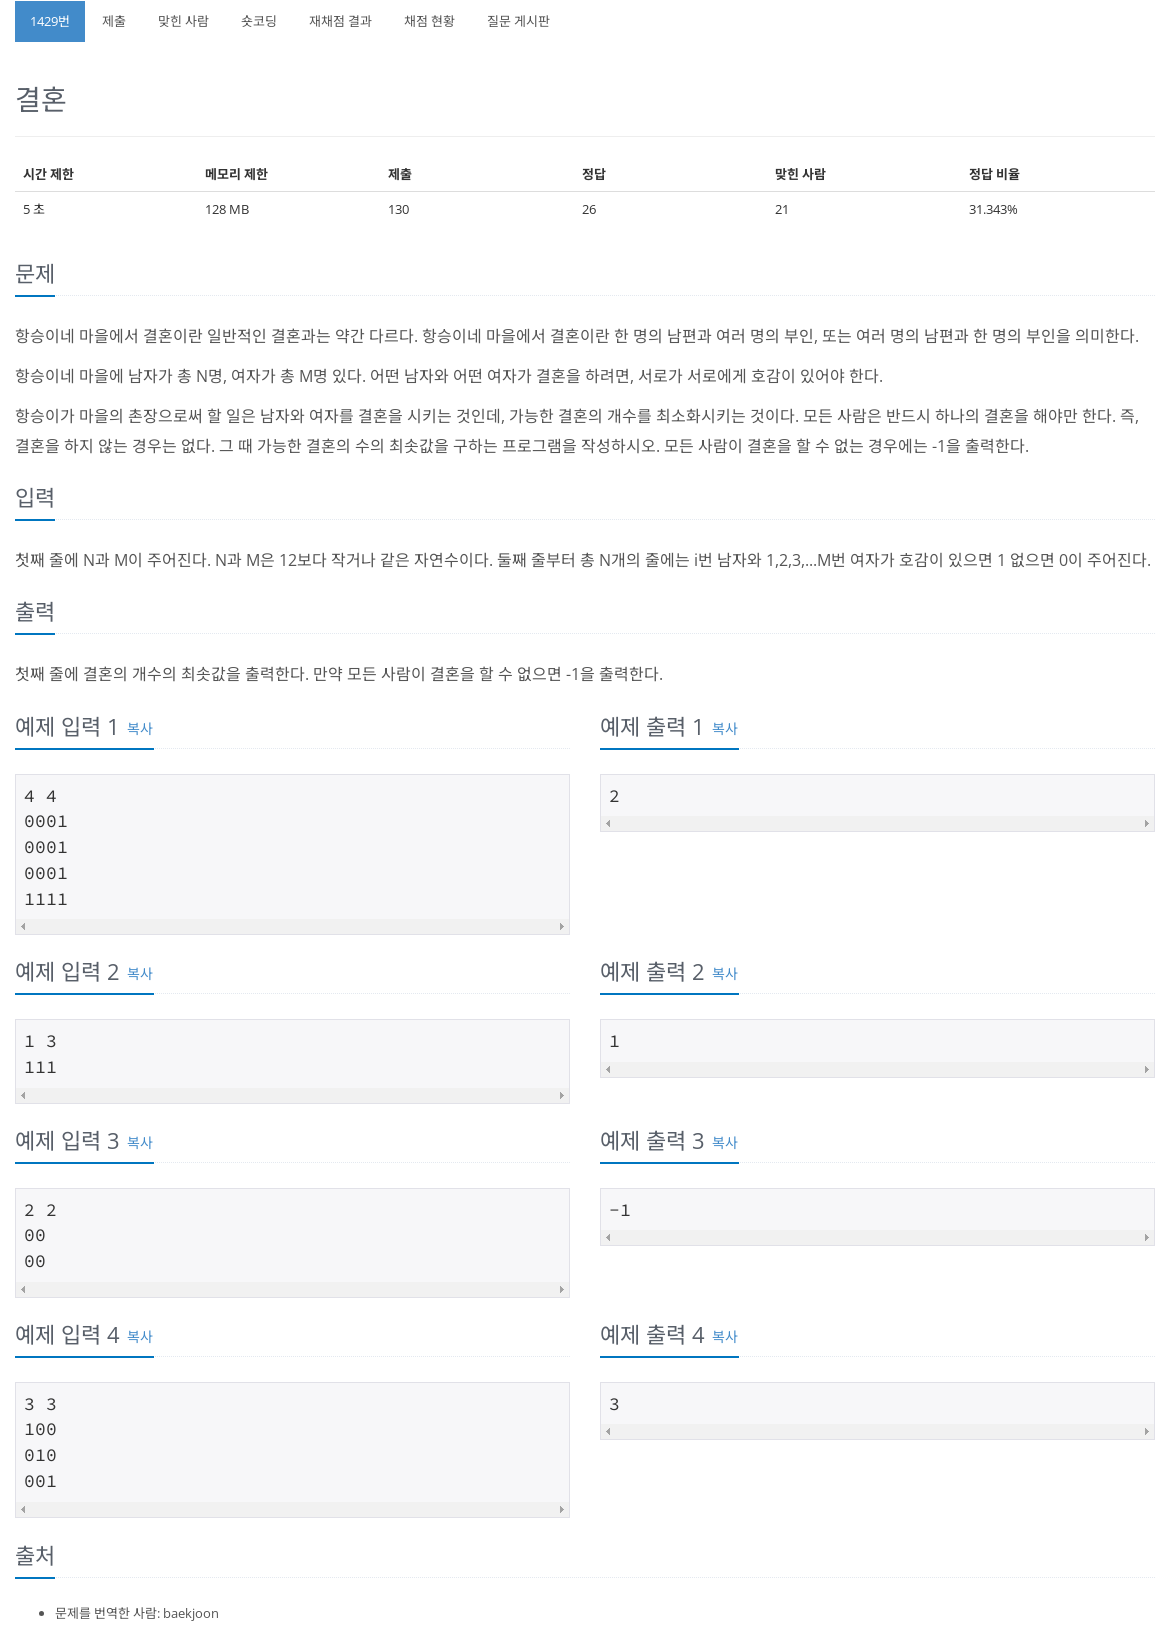 1429번 제출 맞힌 사람 숏코딩 재채점 결과 채점 현황 질문 게시판
결혼
시간 제한 메모리 제한 제출 정답 맞힌 사람 정답 비율
5 초 128 MB 130 26 21 31.343%
문제
항승이네 마을에서 결혼이란 일반적인 결혼과는 약간 다르다. 항승이네 마을에서 결혼이란 한 명의 남편과 여러 명의 부인, 또는 여러 명의 남편과 한 명의 부인을 의미한다.
항승이네 마을에 남자가 총 N명, 여자가 총 M명 있다. 어떤 남자와 어떤 여자가 결혼을 하려면, 서로가 서로에게 호감이 있어야 한다.
항승이가 마을의 촌장으로써 할 일은 남자와 여자를 결혼을 시키는 것인데, 가능한 결혼의 개수를 최소화시키는 것이다. 모든 사람은 반드시 하나의 결혼을 해야만 한다. 즉,
결혼을 하지 않는 경우는 없다. 그 때 가능한 결혼의 수의 최솟값을 구하는 프로그램을 작성하시오. 모든 사람이 결혼을 할 수 없는 경우에는 -1을 출력한다.
입력
첫째 줄에 N과 M이 주어진다. N과 M은 12보다 작거나 같은 자연수이다. 둘째 줄부터 총 N개의 줄에는 i번 남자와 1,2,3,...M번 여자가 호감이 있으면 1 없으면 0이 주어진다.
출력
첫째 줄에 결혼의 개수의 최솟값을 출력한다. 만약 모든 사람이 결혼을 할 수 없으면 -1을 출력한다.
예제 입력 1 복사
4 4
0001
0001
0001
1111
예제 출력 1 복사
2
예제 입력 2 복사
1 3
111
예제 출력 2 복사
1
예제 입력 3 복사
2 2
00
00
예제 출력 3 복사
-1
예제 입력 4 복사
3 3
100
010
001
예제 출력 4 복사
3
출처
문제를 번역한 사람: baekjoon